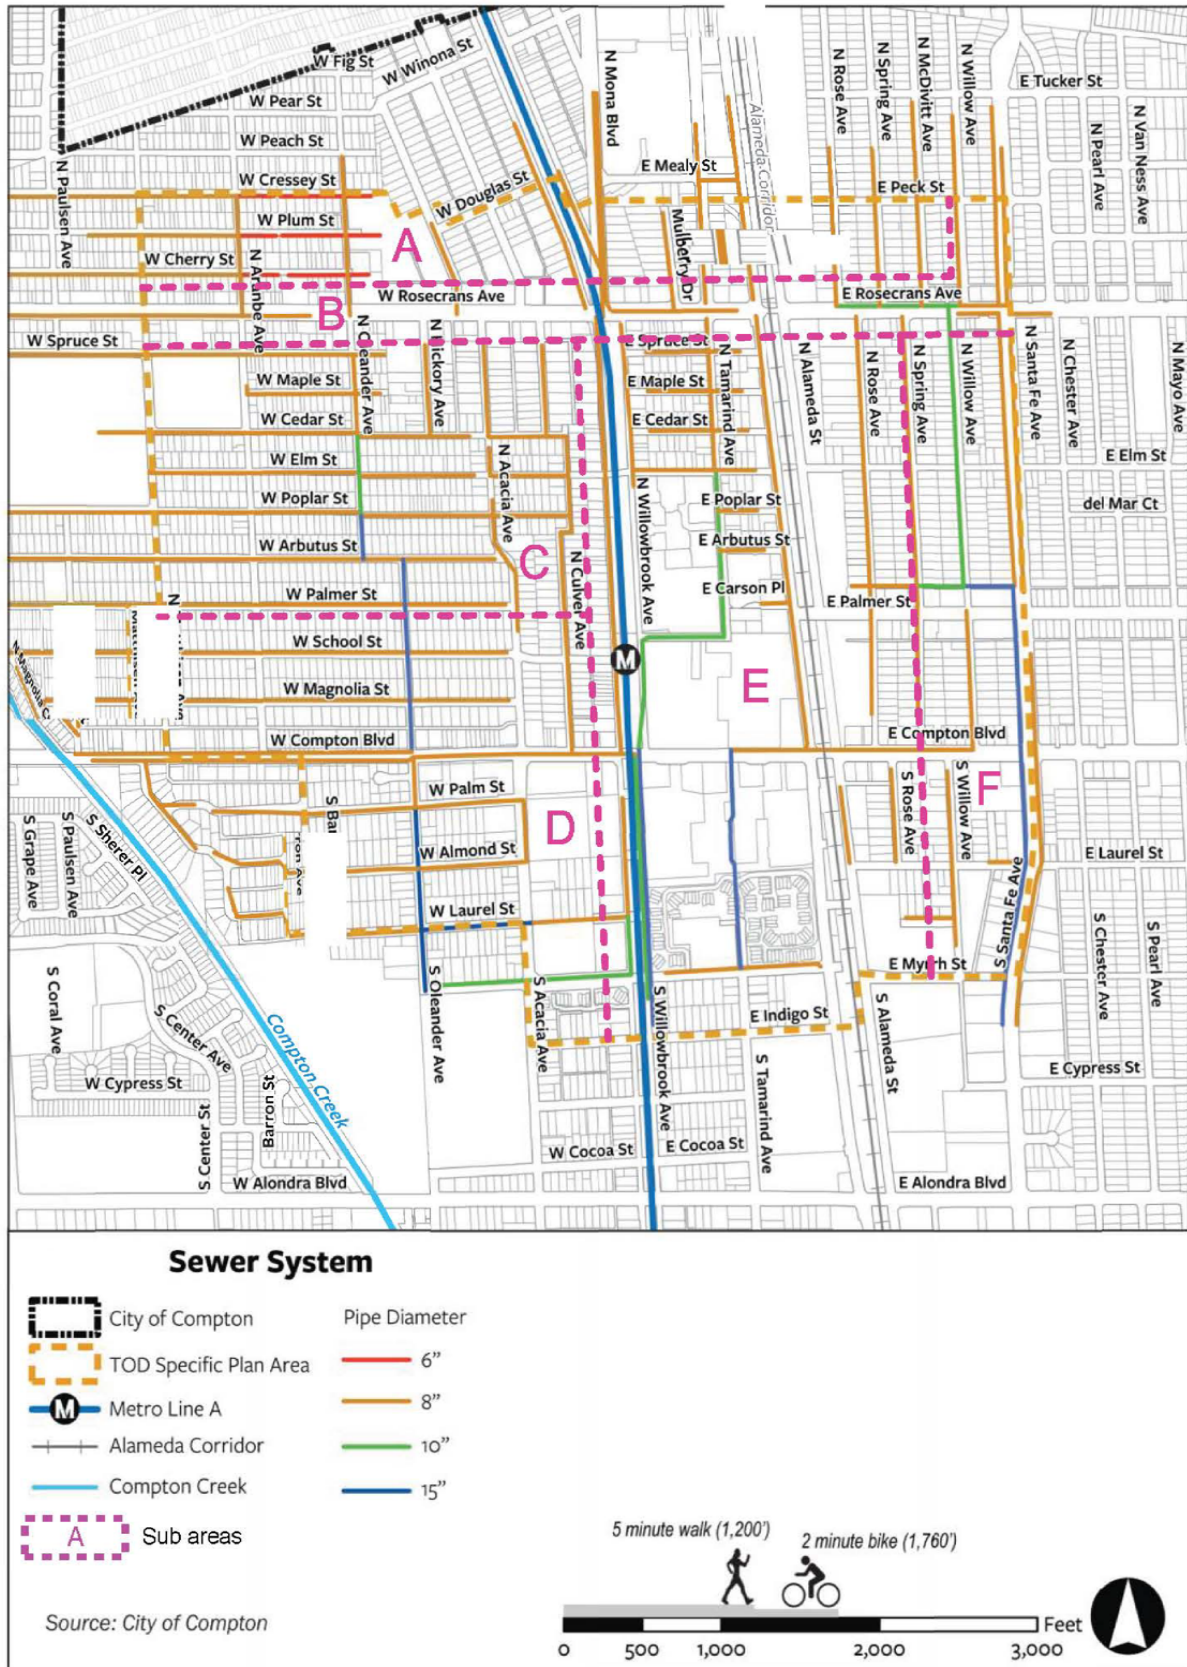 W Fig St
W Winona St
W Pear St
W Peach St
W Cressey St
W Plum St
W Cherry St
W Douglas St
N Paulsen Ave
N Mona Blvd
E Mealy St
Alameda Corridor
N Rose Ave
N Spring Ave
N McDivitt Ave
N Willow Ave
E Tucker St
N Pearl Ave
N Van Ness Ave
E Peck St
A
Mulberry Dr
W Rosecrans Ave
E Rosecrans Ave
B
W Spruce St
N Oleander Ave
E Spruce St
W Maple St
E Maple St
W Cedar St
E Cedar St
N Tamarind Ave
N Alameda St
N Rose Ave
N Spring Ave
N Willow Ave
N Santa Fe Ave
N Chester Ave
N Mayo Ave
W Elm St
E Elm St
W Poplar St
N Acacia Ave
E Poplar St
del Mar Ct
W Arbutus St
E Arbutus St
C
N Culver Ave
N Willowbrook Ave
E Carson Pl
W Palmer St
E Palmer St
N
W School St
M
W Magnolia St
E
W Compton Blvd
E Compton Blvd
W Palm St
S Rose Ave
S Willow Ave
F
S Grape Ave
S Paulsen Ave
S Sherer Pl
S Ba
D
W Almond St
E Laurel St
W Laurel St
S Santa Fe Ave
S Chester Ave
S Pearl Ave
E Myrrh St
S Coral Ave
S Center Ave
Compton Creek
S Oleander Ave
S Acacia Ave
S Willowbrook Ave
E Indigo St
S Alameda St
S Tamarind Ave
W Cypress St
E Cypress St
Barron St
S Center St
W Cocoa St
E Cocoa St
W Alondra Blvd
E Alondra Blvd
Sewer System
City of Compton
TOD Specific Plan Area
M Metro Line A
Alameda Corridor
Compton Creek
A Sub areas
Pipe Diameter
6”
8”
10”
15”
5 minute walk (1,200’)
2 minute bike (1,760’)
Source: City of Compton
0 500 1,000 2,000 3,000 Feet